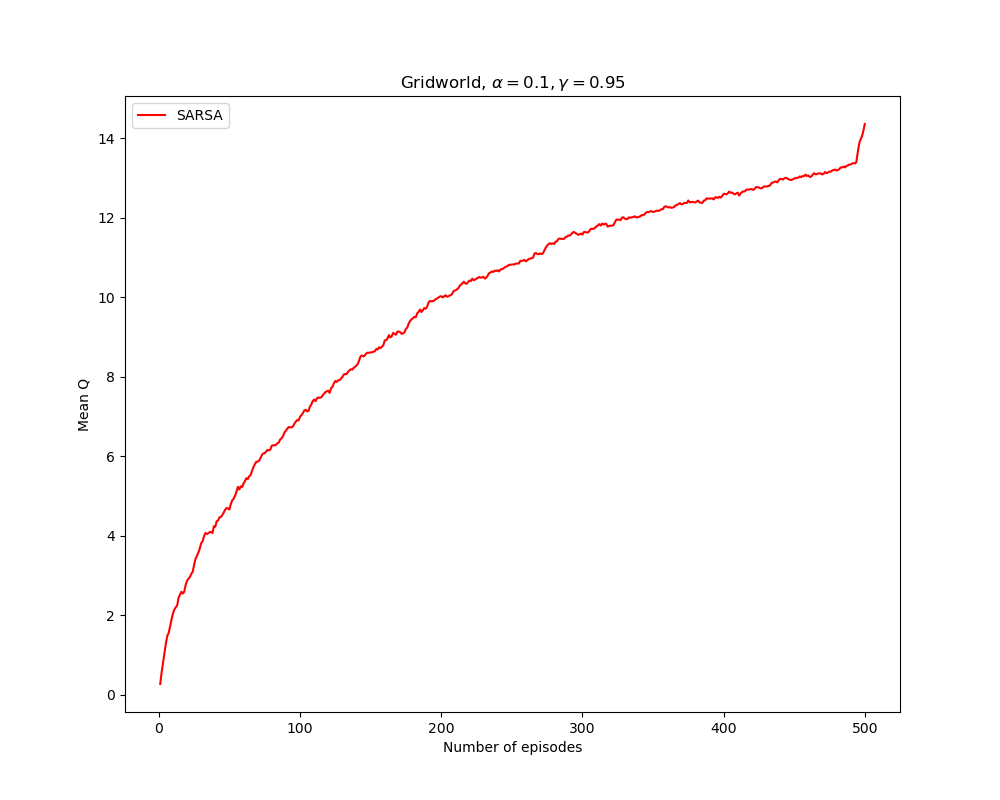 Gridworld, α = 0.1, γ = 0.95
SARSA
14
12
10
8
6
4
2
0
Mean Q
0 100 200 300 400 500
Number of episodes